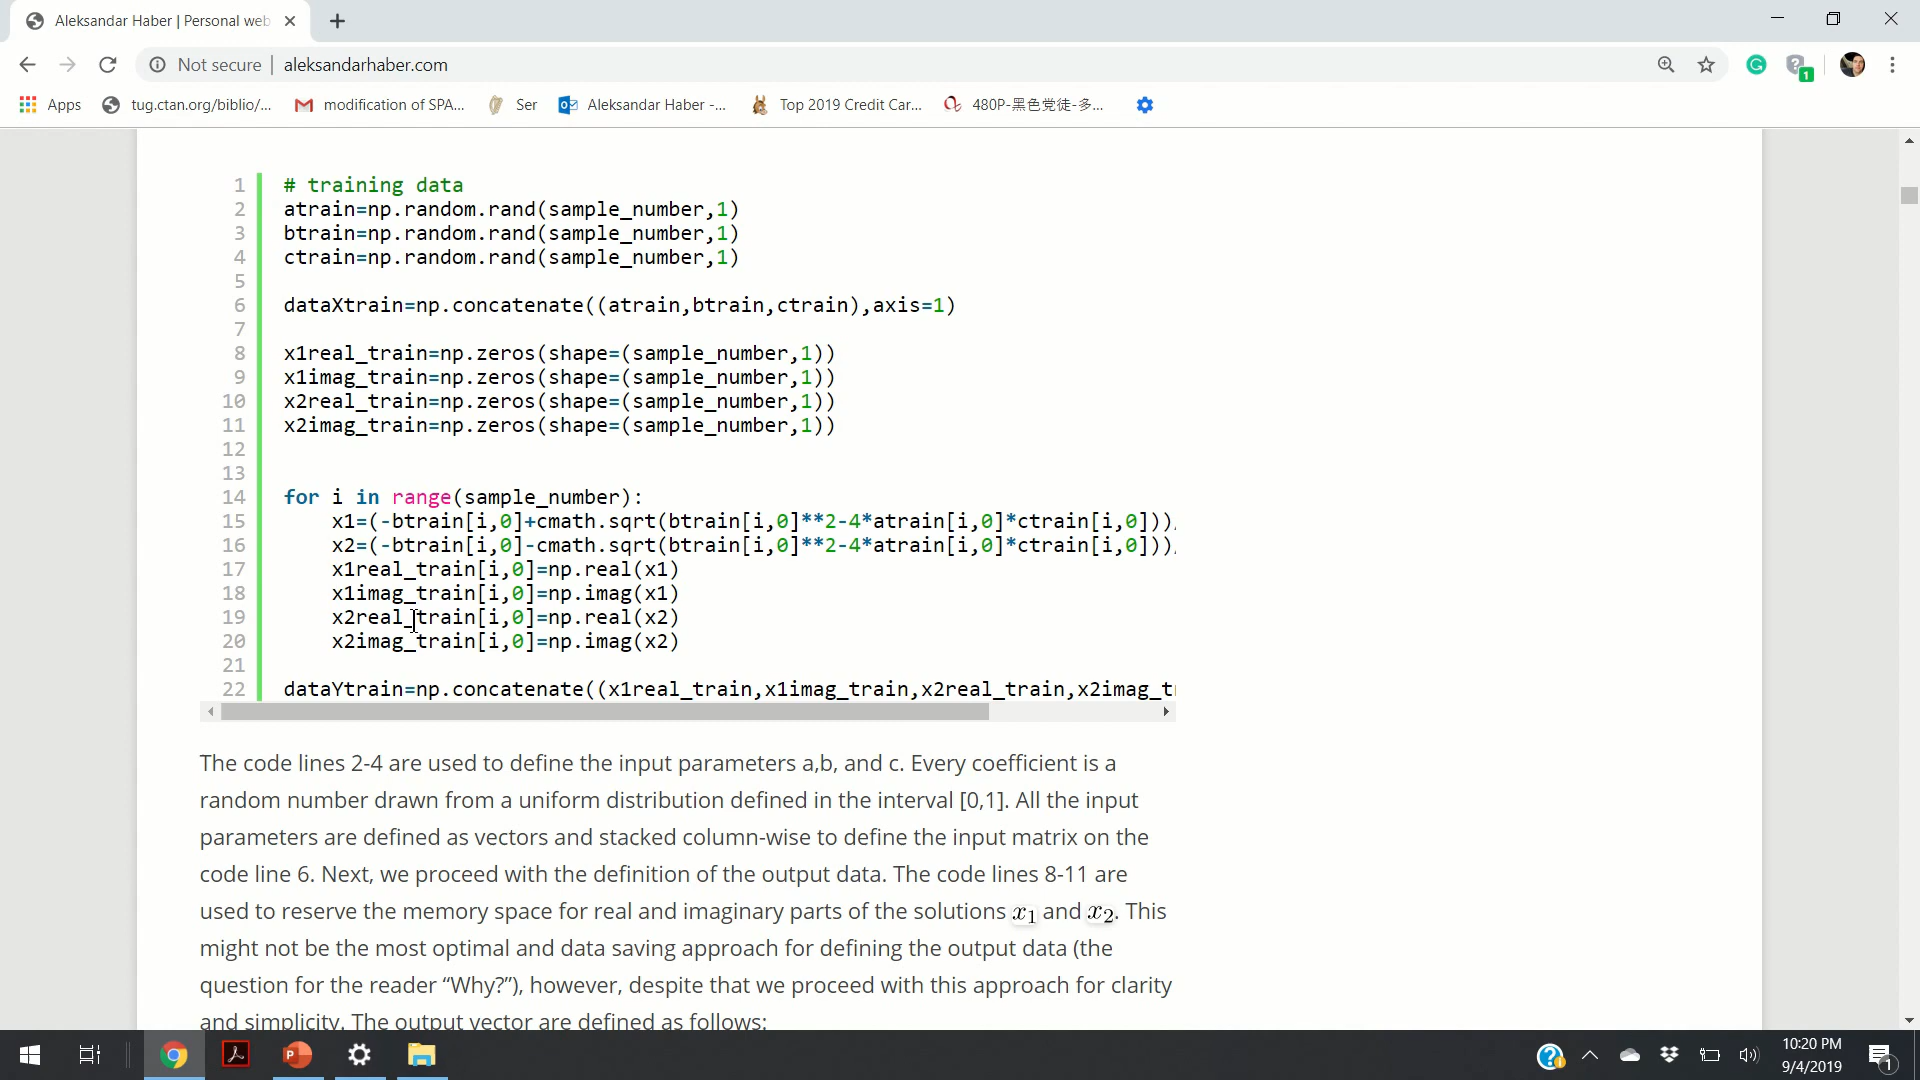 Aleksandar Haber | Personal web
Not secure | aleksandarhaber.com
Apps tug.ctan.org/biblio/... modification of SPA... Ser Aleksandar Haber -... Top 2019 Credit Car... 480P-黑色党徒-多...
1 # training data
2 atrain=np.random.rand(sample_number,1)
3 btrain=np.random.rand(sample_number,1)
4 ctrain=np.random.rand(sample_number,1)
5
6 dataXtrain=np.concatenate((atrain,btrain,ctrain),axis=1)
7
8 x1real_train=np.zeros(shape=(sample_number,1))
9 x1imag_train=np.zeros(shape=(sample_number,1))
10 x2real_train=np.zeros(shape=(sample_number,1))
11 x2imag_train=np.zeros(shape=(sample_number,1))
12
13
14 for i in range(sample_number):
15 x1=(-btrain[i,0]+cmath.sqrt(btrain[i,0]**2-4*atrain[i,0]*ctrain[i,0]))
16 x2=(-btrain[i,0]-cmath.sqrt(btrain[i,0]**2-4*atrain[i,0]*ctrain[i,0]))
17 x1real_train[i,0]=np.real(x1)
18 x1imag_train[i,0]=np.imag(x1)
19 x2real_train[i,0]=np.real(x2)
20 x2imag_train[i,0]=np.imag(x2)
21
22 dataYtrain=np.concatenate((x1real_train,x1imag_train,x2real_train,x2imag_t
The code lines 2-4 are used to define the input parameters a,b, and c. Every coefficient is a
random number drawn from a uniform distribution defined in the interval [0,1]. All the input
parameters are defined as vectors and stacked column-wise to define the input matrix on the
code line 6. Next, we proceed with the definition of the output data. The code lines 8-11 are
used to reserve the memory space for real and imaginary parts of the solutions x₁ and x₂. This
might not be the most optimal and data saving approach for defining the output data (the
question for the reader “Why?”), however, despite that we proceed with this approach for clarity
and simplicity. The output vector are defined as follows:
10:20 PM
9/4/2019
1